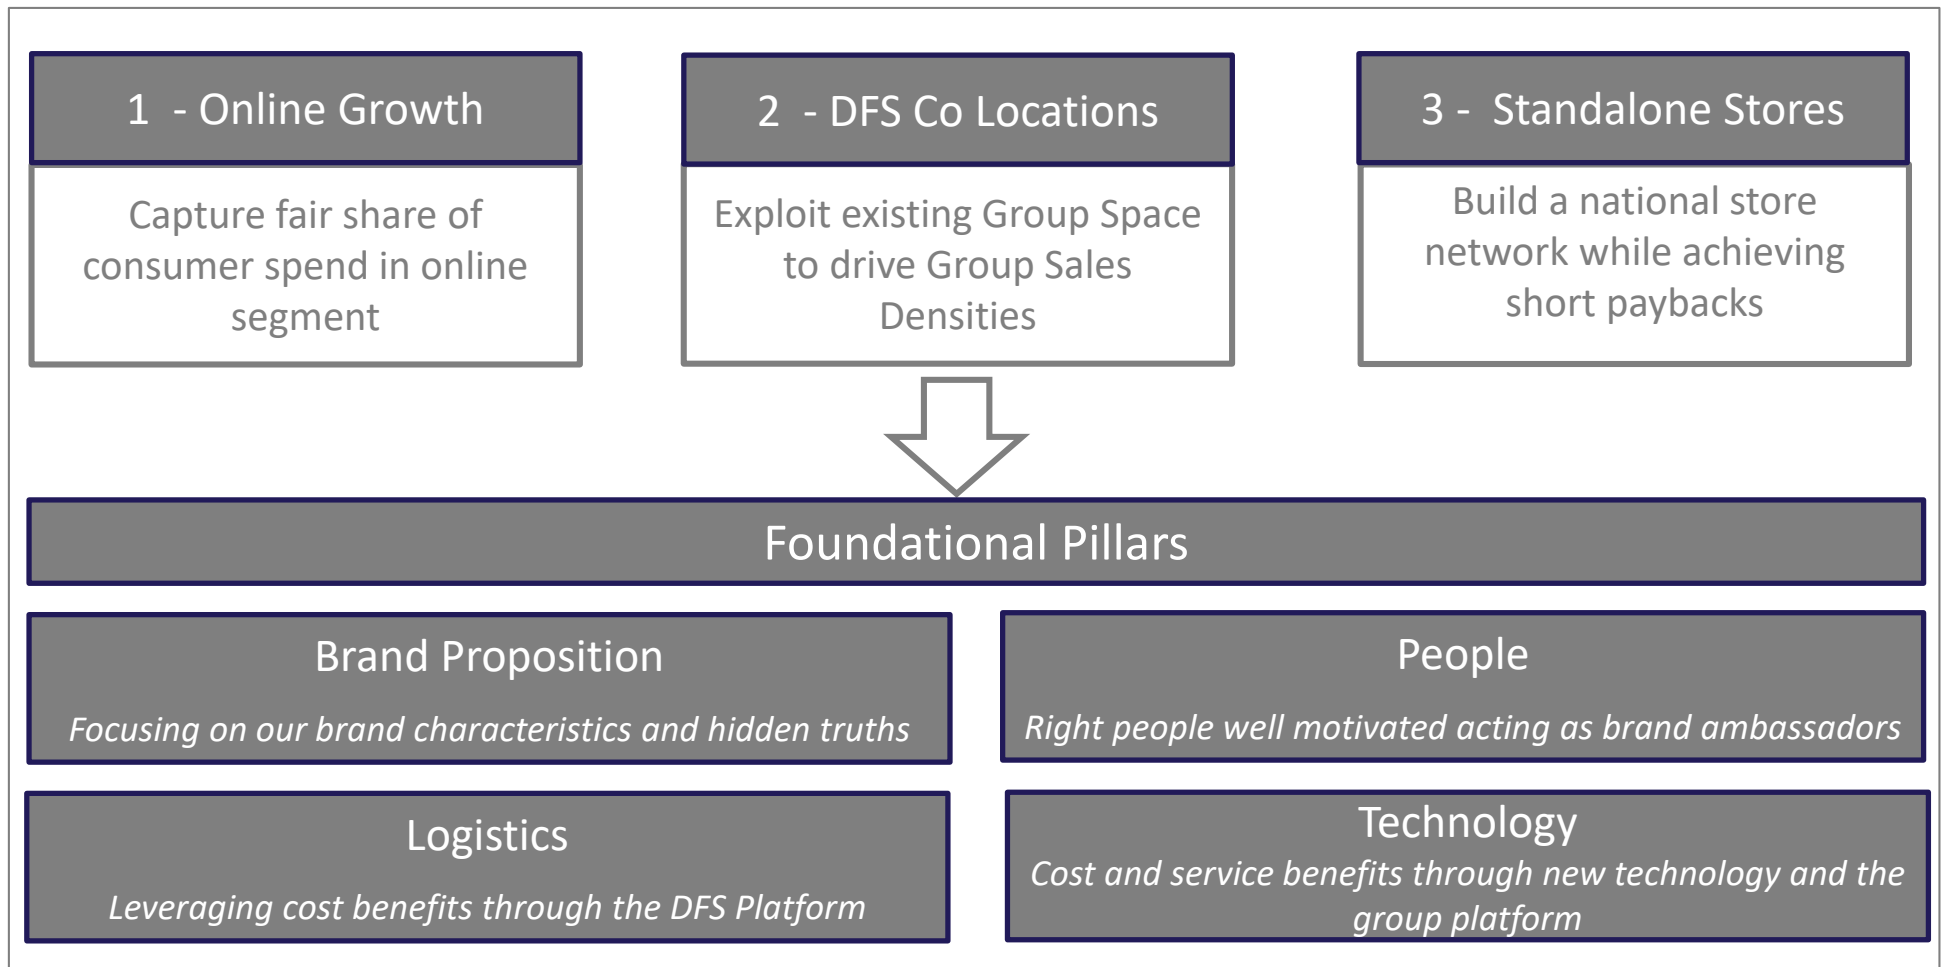 1 - Online Growth
Capture fair share of
consumer spend in online
segment
2 - DFS Co Locations
Exploit existing Group Space
to drive Group Sales
Densities
3 - Standalone Stores
Build a national store
network while achieving
short paybacks
Foundational Pillars
Brand Proposition
Focusing on our brand characteristics and hidden truths
People
Right people well motivated acting as brand ambassadors
Logistics
Leveraging cost benefits through the DFS Platform
Technology
Cost and service benefits through new technology and the
group platform